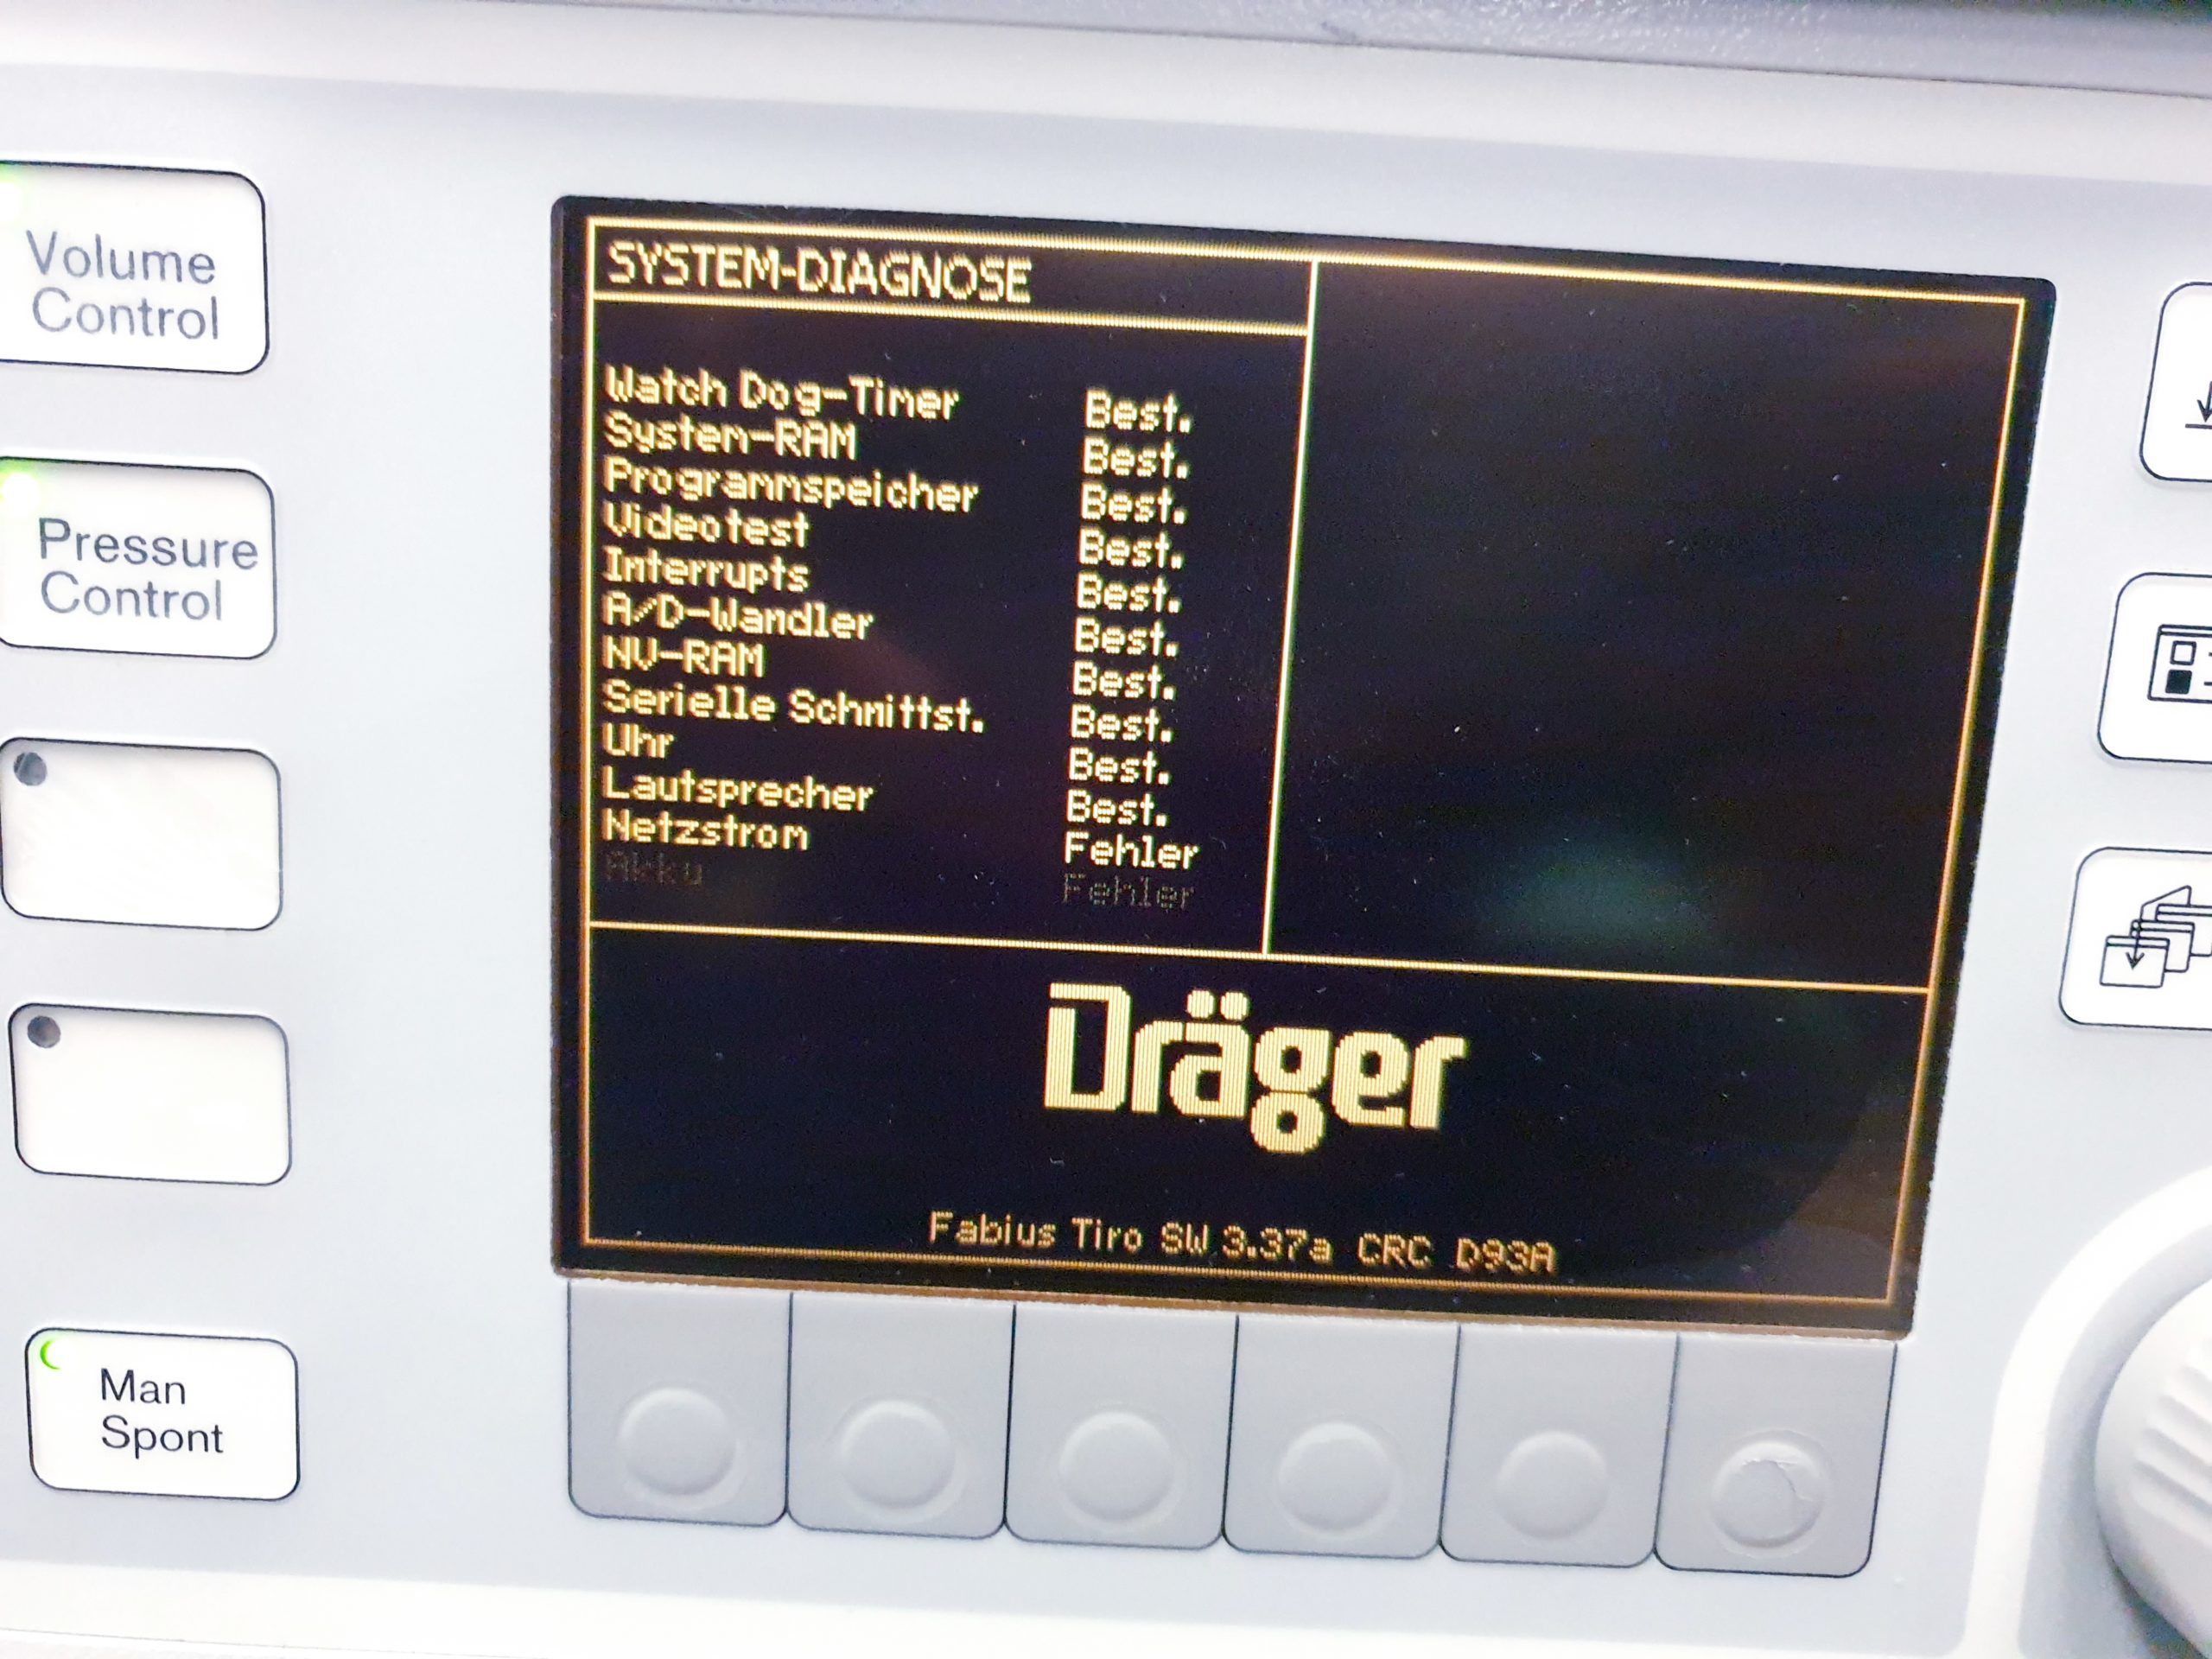 SYSTEM-DIAGNOSE
Watch Dog-Timer Best.
System-RAM Best.
Programmspeicher Best.
Videotest Best.
Interrupts Best.
A/D-Wandler Best.
NV-RAM Best.
Serielle Schnittst. Best.
Uhr Best.
Lautsprecher Best.
Netzstrom Fehler
Akku Fehler
Dräger
Fabius Tiro SW 3.37a CRC D93A
Volume
Control
Pressure
Control
Man
Spont